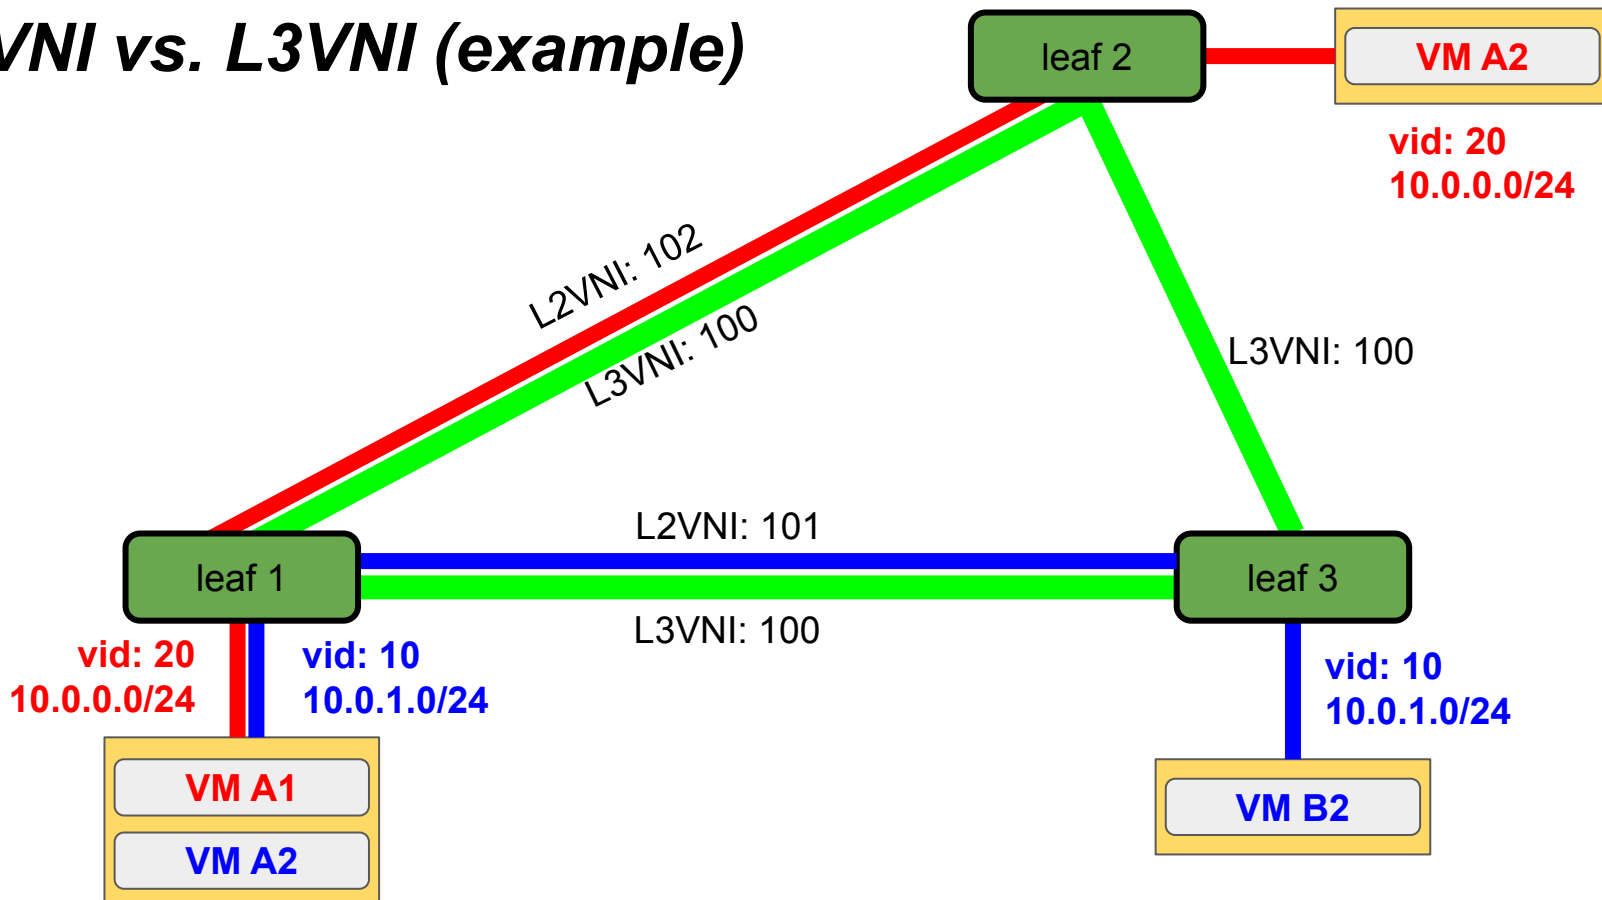 VNI vs. L3VNI (example)
leaf 2
VM A2
vid: 20
10.0.0.0/24
L2VNI: 102
L3VNI: 100
L3VNI: 100
L2VNI: 101
leaf 1
leaf 3
L3VNI: 100
vid: 20
10.0.0.0/24
vid: 10
10.0.1.0/24
vid: 10
10.0.1.0/24
VM A1
VM A2
VM B2